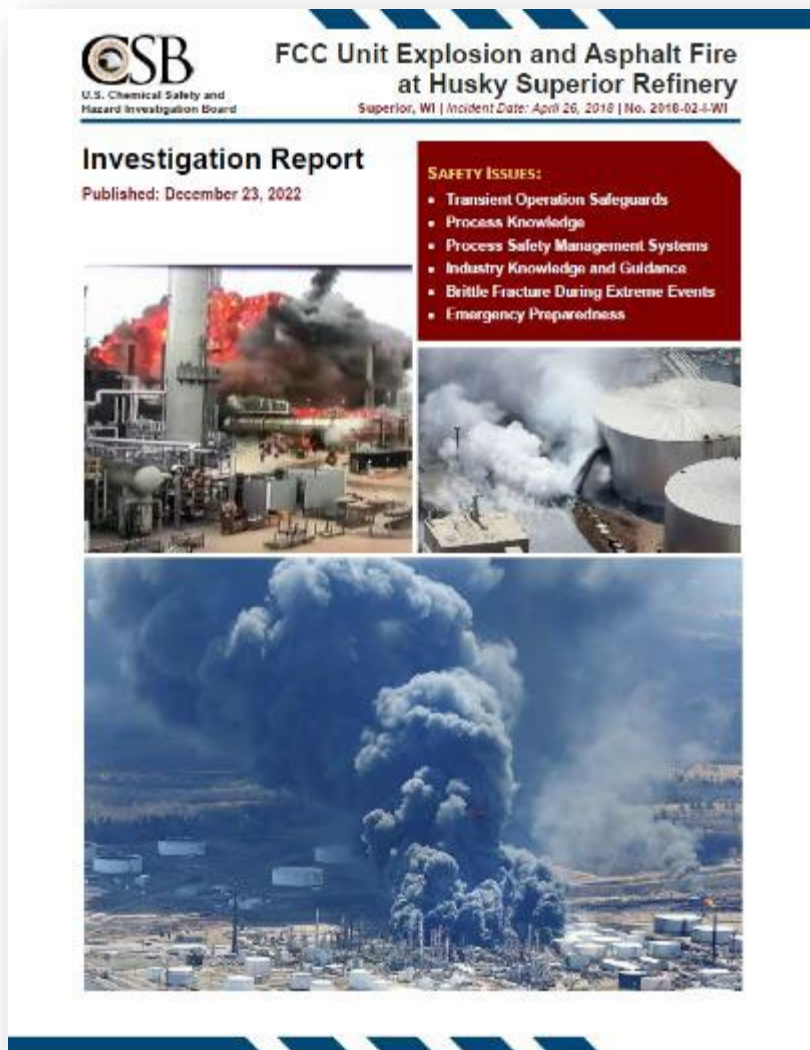 CSB
U.S. Chemical Safety and
Hazard Investigation Board
FCC Unit Explosion and Asphalt Fire
at Husky Superior Refinery
Superior, WI | Incident Date: April 26, 2018 | No. 2018-02-I-WI
Investigation Report
Published: December 23, 2022
SAFETY ISSUES:
• Transient Operation Safeguards
• Process Knowledge
• Process Safety Management Systems
• Industry Knowledge and Guidance
• Brittle Fracture During Extreme Events
• Emergency Preparedness